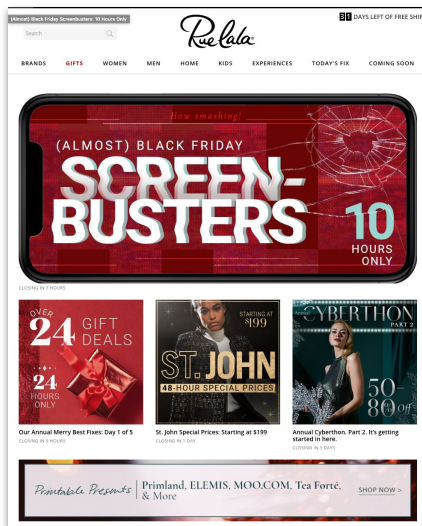 (Almost) Black Friday Screenbusters: 10 Hours Only
Search
Rue La La
31 DAYS LEFT OF FREE SHIP
BRANDS GIFTS WOMEN MEN HOME KIDS EXPERIENCES TODAY'S FIX COMING SOON
How smashing!
(ALMOST) BLACK FRIDAY
SCREEN-
BUSTERS
10
HOURS
ONLY
CLOSING IN 7 HOURS
OVER
24 GIFT
DEALS
24
HOURS
ONLY
STARTING AT
$199
ST. JOHN
48-HOUR SPECIAL PRICES
Annual
CYBERTHON
PART 2
50–
80% Off
Our Annual Merry Best Fixes: Day 1 of 5
CLOSING IN 9 HOURS
St. John Special Prices: Starting at $199
CLOSING IN 1 DAY
Annual Cyberthon, Part 2. It's getting
started in here.
CLOSING IN 3 DAYS
Printable Presents
Primland, ELEMIS, MOO.COM, Tea Forté,
& More
SHOP NOW >